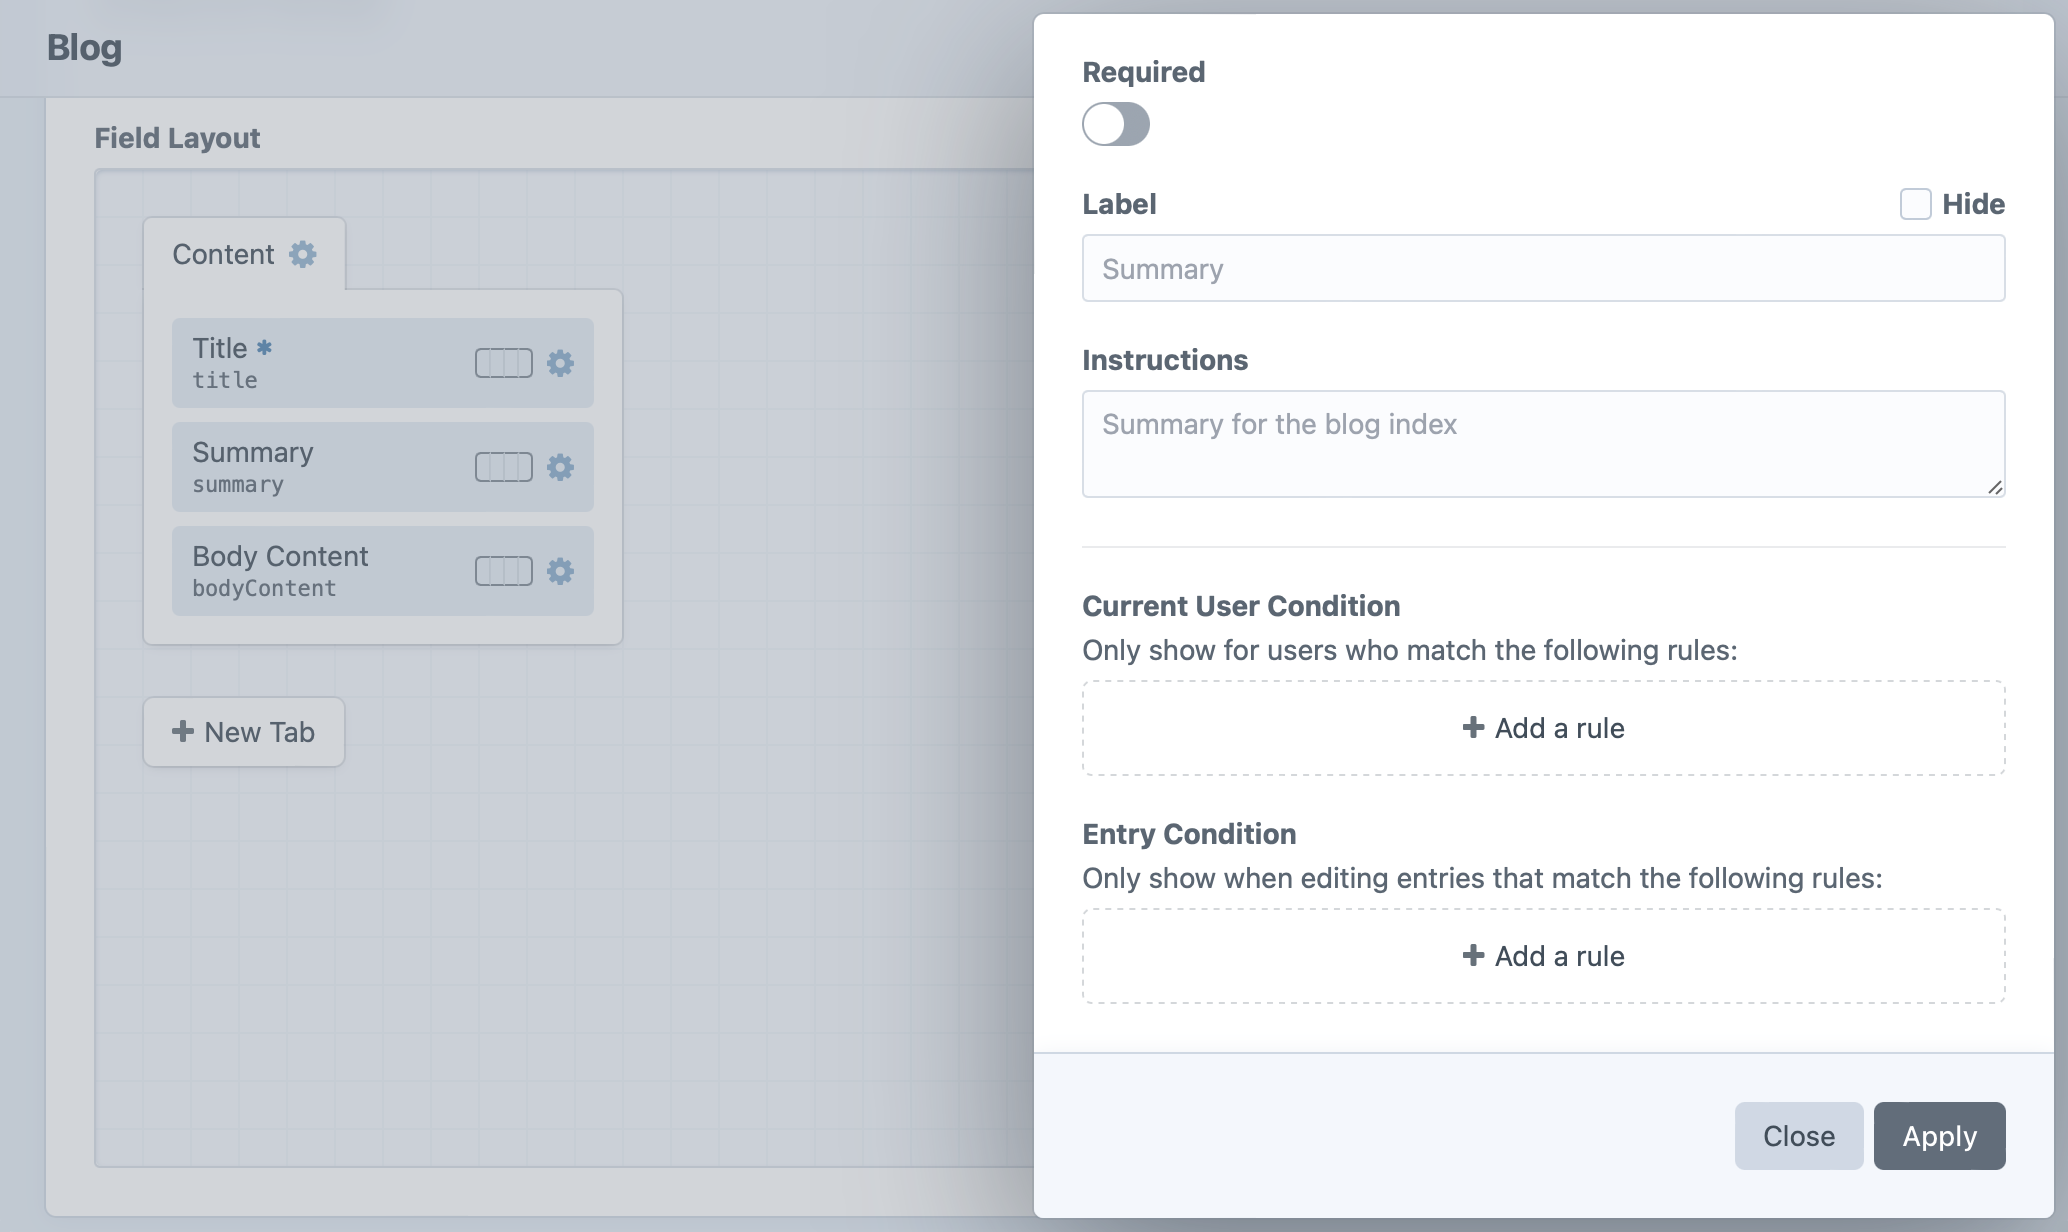 Blog
Field Layout
Content
Title *
title
Summary
summary
Body Content
bodyContent
+ New Tab
Required
Label
Hide
Summary
Instructions
Summary for the blog index
Current User Condition
Only show for users who match the following rules:
+ Add a rule
Entry Condition
Only show when editing entries that match the following rules:
+ Add a rule
Close
Apply